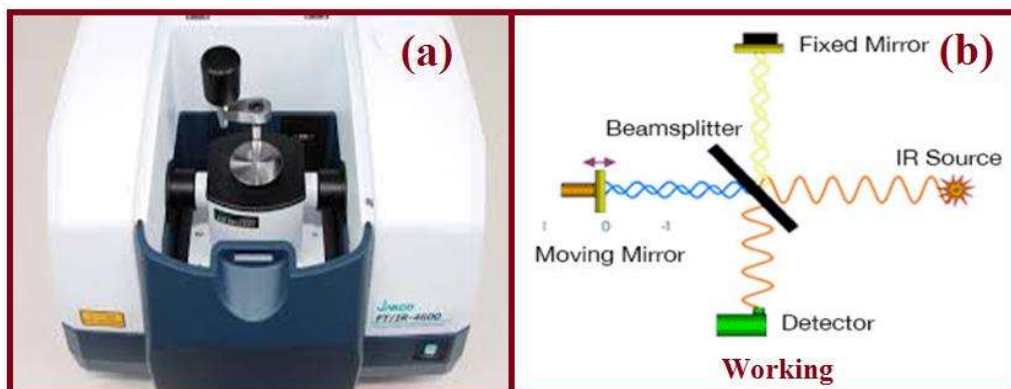 (a)
JASCO
FT/IR-4600
(b)
Fixed Mirror
Beamsplitter
IR Source
1 0 -1
Moving Mirror
Detector
Working